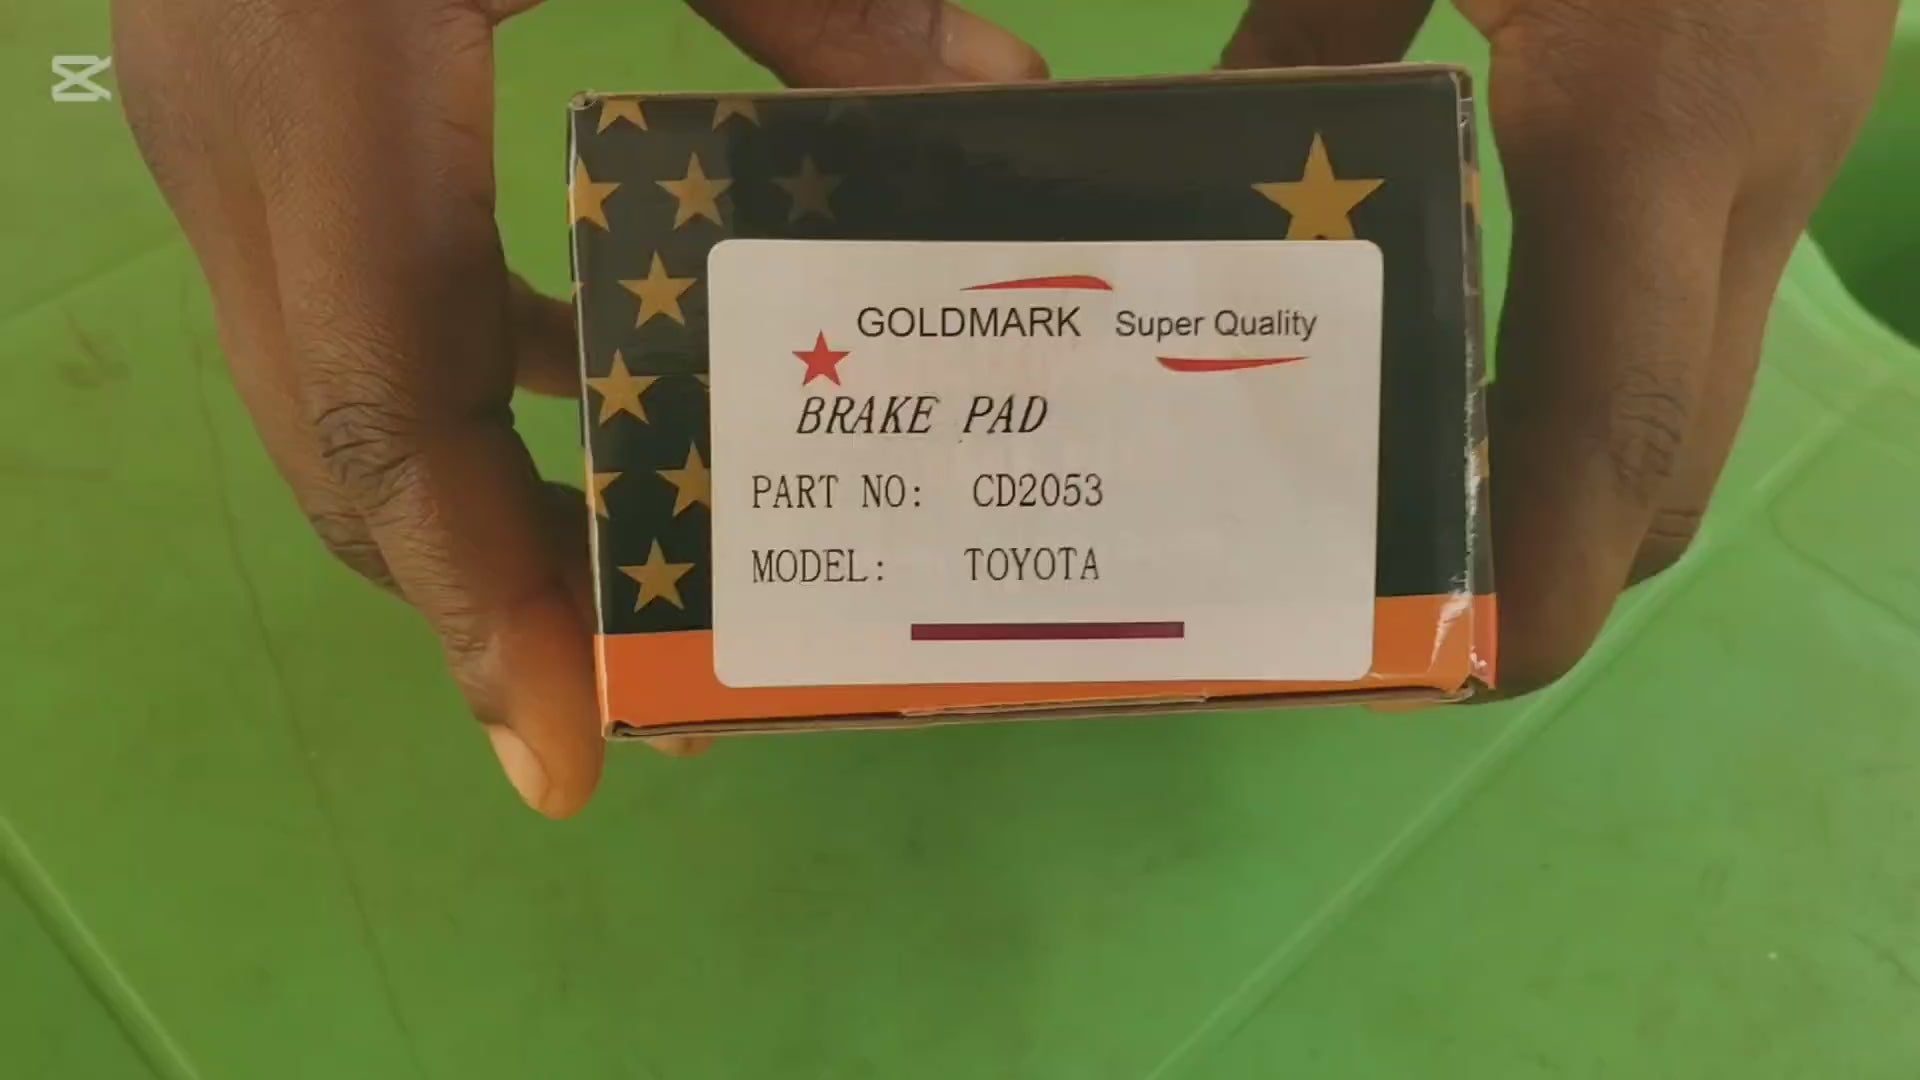 GOLDMARK Super Quality
BRAKE PAD
PART NO: CD2053
MODEL: TOYOTA